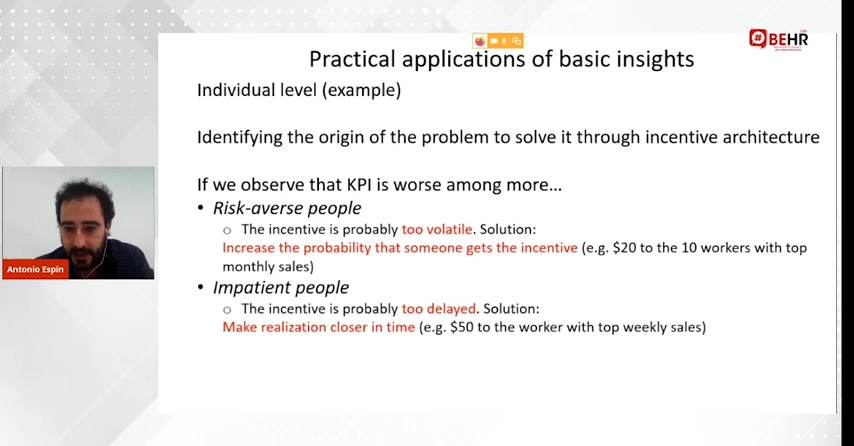 #BEHR
Practical applications of basic insights
Individual level (example)
Identifying the origin of the problem to solve it through incentive architecture
If we observe that KPI is worse among more...
• Risk-averse people
o The incentive is probably too volatile. Solution:
Increase the probability that someone gets the incentive (e.g. $20 to the 10 workers with top
monthly sales)
• Impatient people
o The incentive is probably too delayed. Solution:
Make realization closer in time (e.g. $50 to the worker with top weekly sales)
Antonio Espín